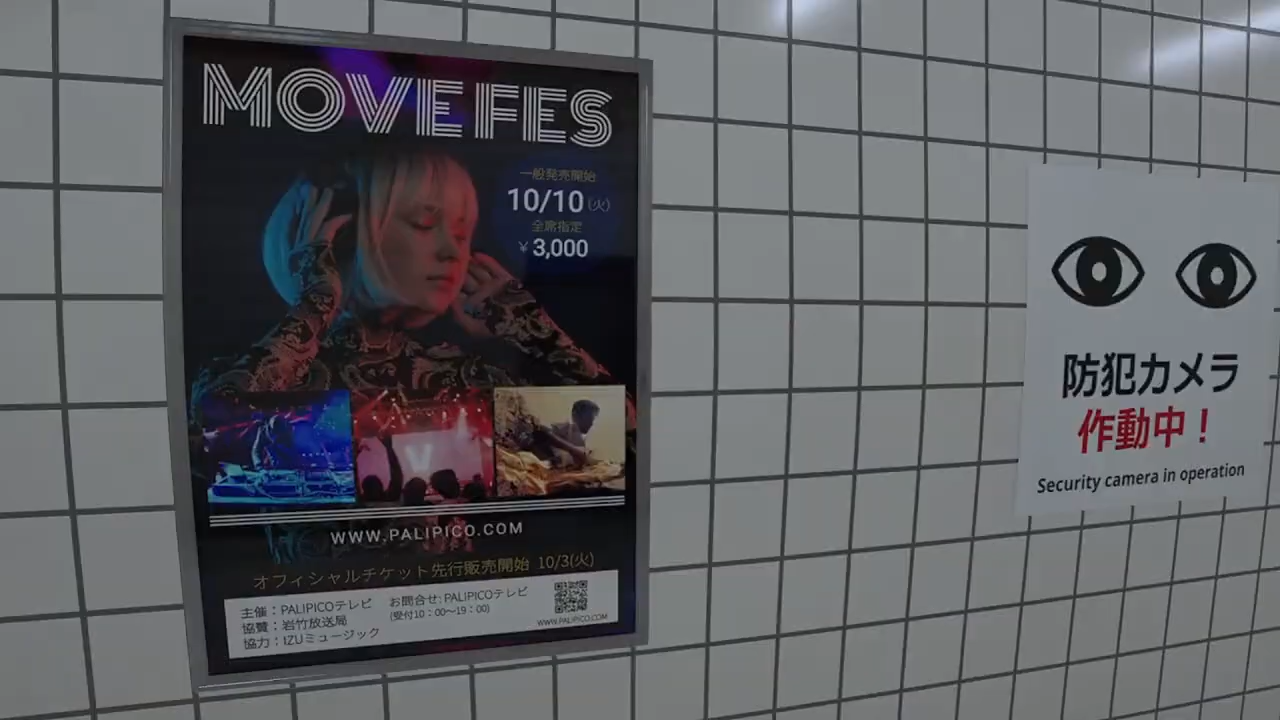 MOVE FES
一般発売開始
10/10(火)
全席指定
¥3,000
V
WWW.PALIPICO.COM
オフィシャルチケット先行販売開始 10/3(火)
主催：PALIPICOテレビ
協賛：岩竹放送局
協力：IZUミュージック
お問合せ: PALIPICOテレビ
(受付10：00〜19：00)
WWW.PALIPICO.COM
防犯カメラ
作動中！
Security camera in operation